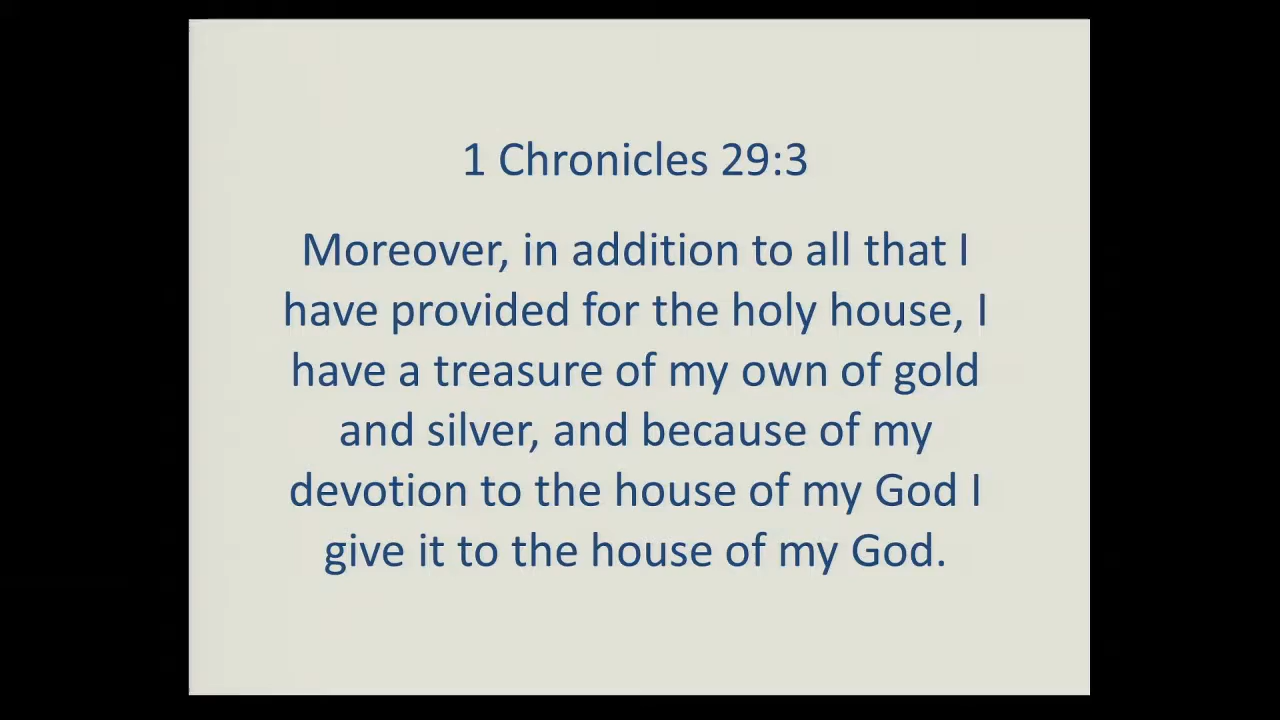 1 Chronicles 29:3
Moreover, in addition to all that I
have provided for the holy house, I
have a treasure of my own of gold
and silver, and because of my
devotion to the house of my God I
give it to the house of my God.